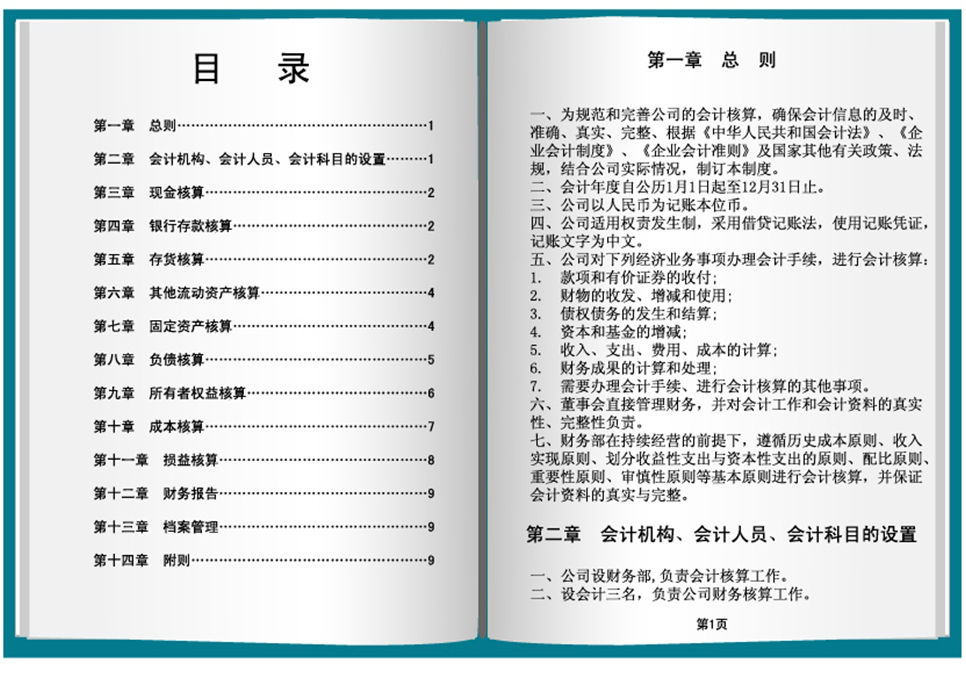 目 录
第一章 总则……………………………………………1
第二章 会计机构、会计人员、会计科目的设置………1
第三章 现金核算………………………………………2
第四章 银行存款核算…………………………………2
第五章 存货核算………………………………………2
第六章 其他流动资产核算……………………………4
第七章 固定资产核算…………………………………4
第八章 负债核算………………………………………5
第九章 所有者权益核算………………………………6
第十章 成本核算………………………………………7
第十一章 损益核算……………………………………8
第十二章 财务报告……………………………………9
第十三章 档案管理……………………………………9
第十四章 附则…………………………………………9
第一章 总 则
一、为规范和完善公司的会计核算，确保会计信息的及时、
准确、真实、完整、根据《中华人民共和国会计法》、《企
业会计制度》、《企业会计准则》及国家其他有关政策、法
规，结合公司实际情况，制订本制度。
二、会计年度自公历1月1日起至12月31日止。
三、公司以人民币为记账本位币。
四、公司适用权责发生制，采用借贷记账法，使用记账凭证，
记账文字为中文。
五、公司对下列经济业务事项办理会计手续，进行会计核算：
1. 款项和有价证券的收付；
2. 财物的收发、增减和使用；
3. 债权债务的发生和结算；
4. 资本和基金的增减；
5. 收入、支出、费用、成本的计算；
6. 财务成果的计算和处理；
7. 需要办理会计手续、进行会计核算的其他事项。
六、董事会直接管理财务，并对会计工作和会计资料的真实
性、完整性负责。
七、财务部在持续经营的前提下，遵循历史成本原则、收入
实现原则、划分收益性支出与资本性支出的原则、配比原则、
重要性原则、审慎性原则等基本原则进行会计核算，并保证
会计资料的真实与完整。
第二章 会计机构、会计人员、会计科目的设置
一、公司设财务部,负责会计核算工作。
二、设会计三名，负责公司财务核算工作。
第1页